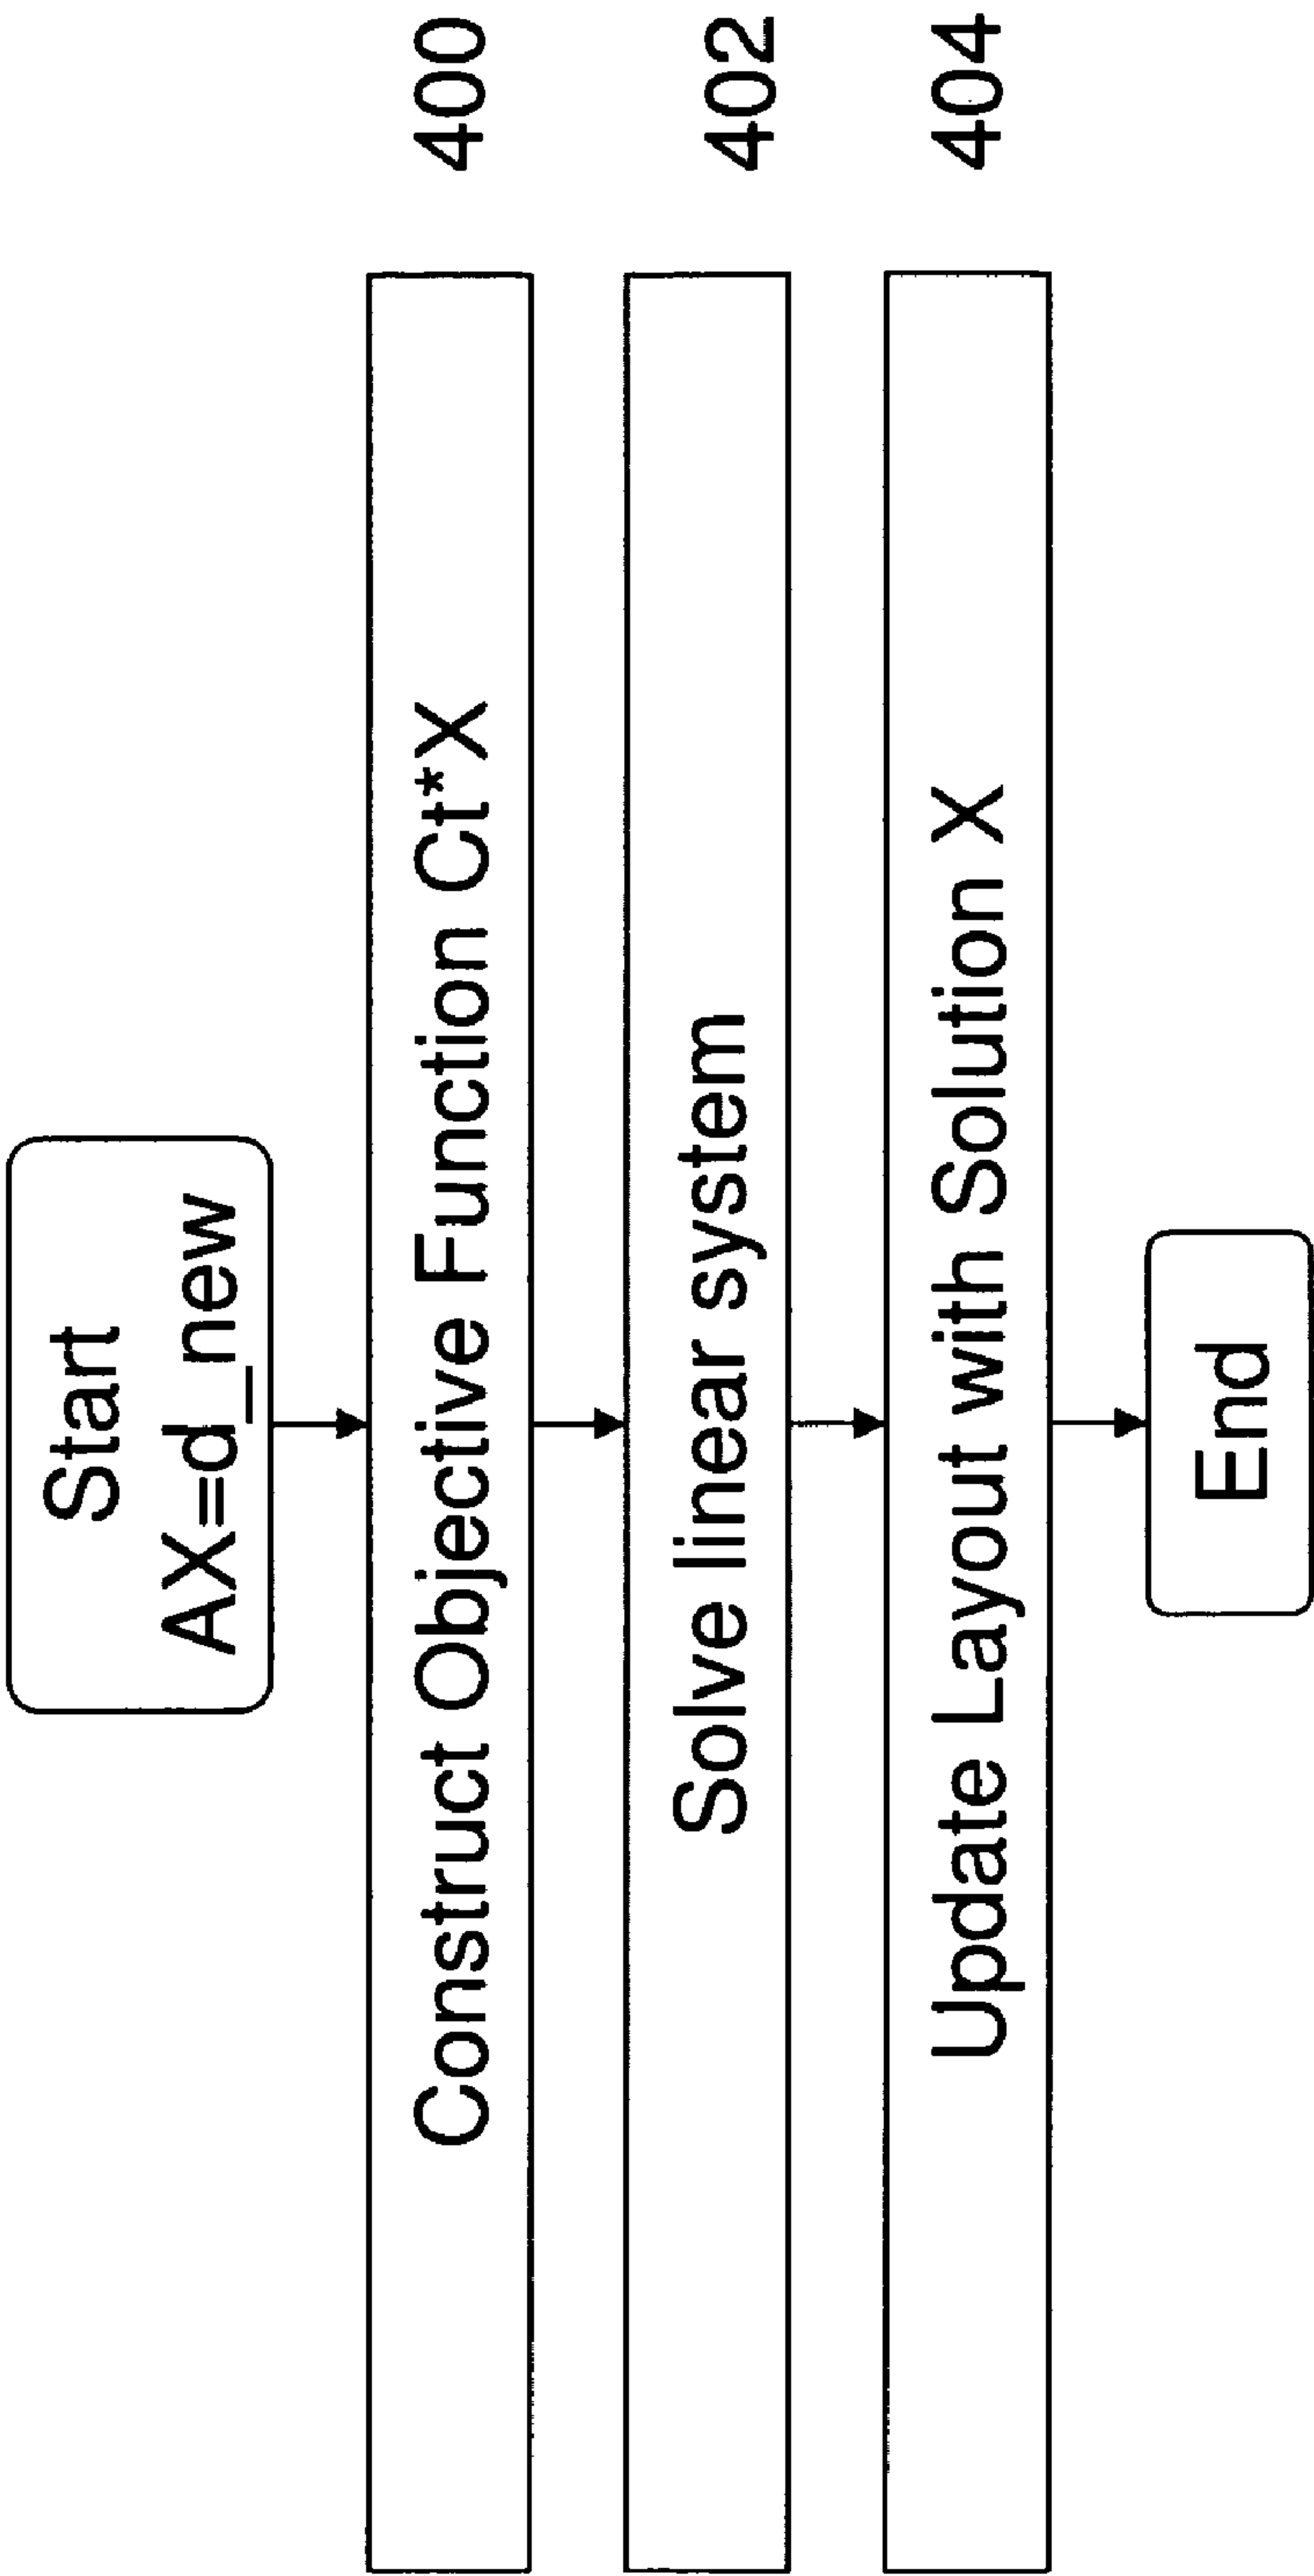 Start
AX=d_new
Construct Objective Function Ct*X
400
Solve linear system
402
Update Layout with Solution X
404
End